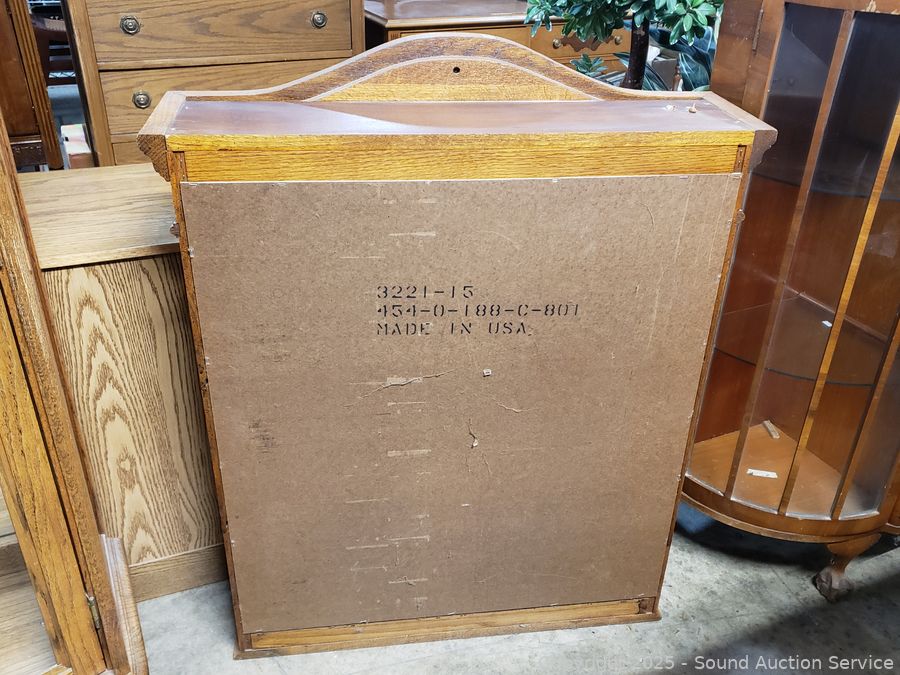 3221-15
454-0-188-C-801
MADE IN USA
2025 - Sound Auction Service